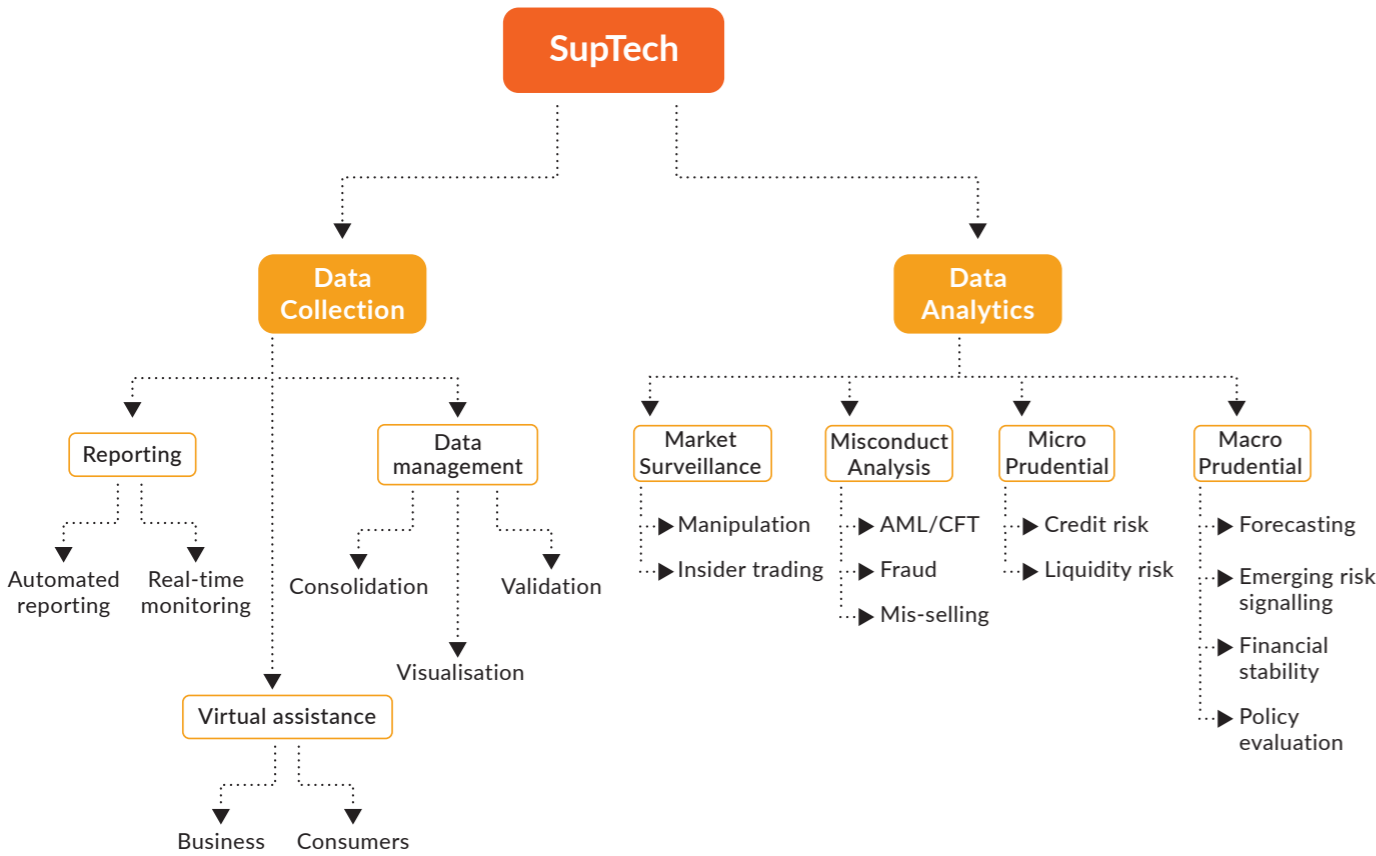 SupTech
Data
Collection
Data
Analytics
Reporting
Data
management
Market
Surveillance
Misconduct
Analysis
Micro
Prudential
Macro
Prudential
Automated
reporting
Real-time
monitoring
Consolidation
Visualisation
Validation
Virtual assistance
Business
Consumers
Manipulation
Insider trading
AML/CFT
Fraud
Mis-selling
Credit risk
Liquidity risk
Forecasting
Emerging risk
signalling
Financial
stability
Policy
evaluation